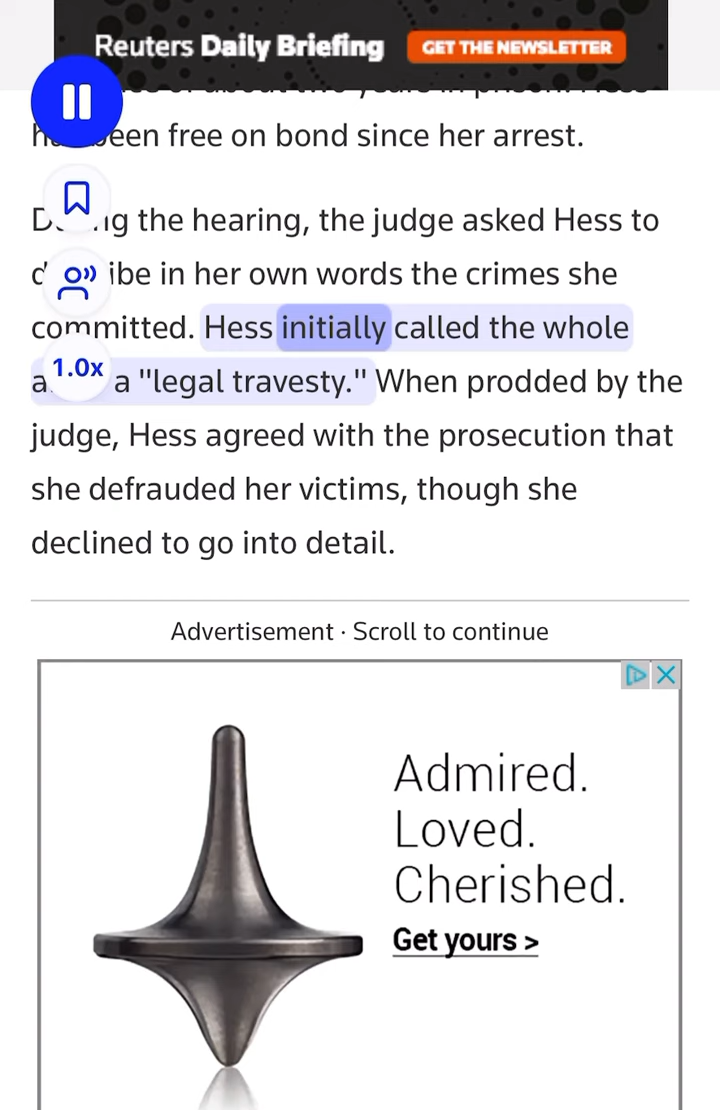 Reuters Daily Briefing GET THE NEWSLETTER
been free on bond since her arrest.
the hearing, the judge asked Hess to
in her own words the crimes she
committed. Hess initially called the whole
1.0x a "legal travesty." When prodded by the
judge, Hess agreed with the prosecution that
she defrauded her victims, though she
declined to go into detail.
Advertisement · Scroll to continue
Admired.
Loved.
Cherished.
Get yours >